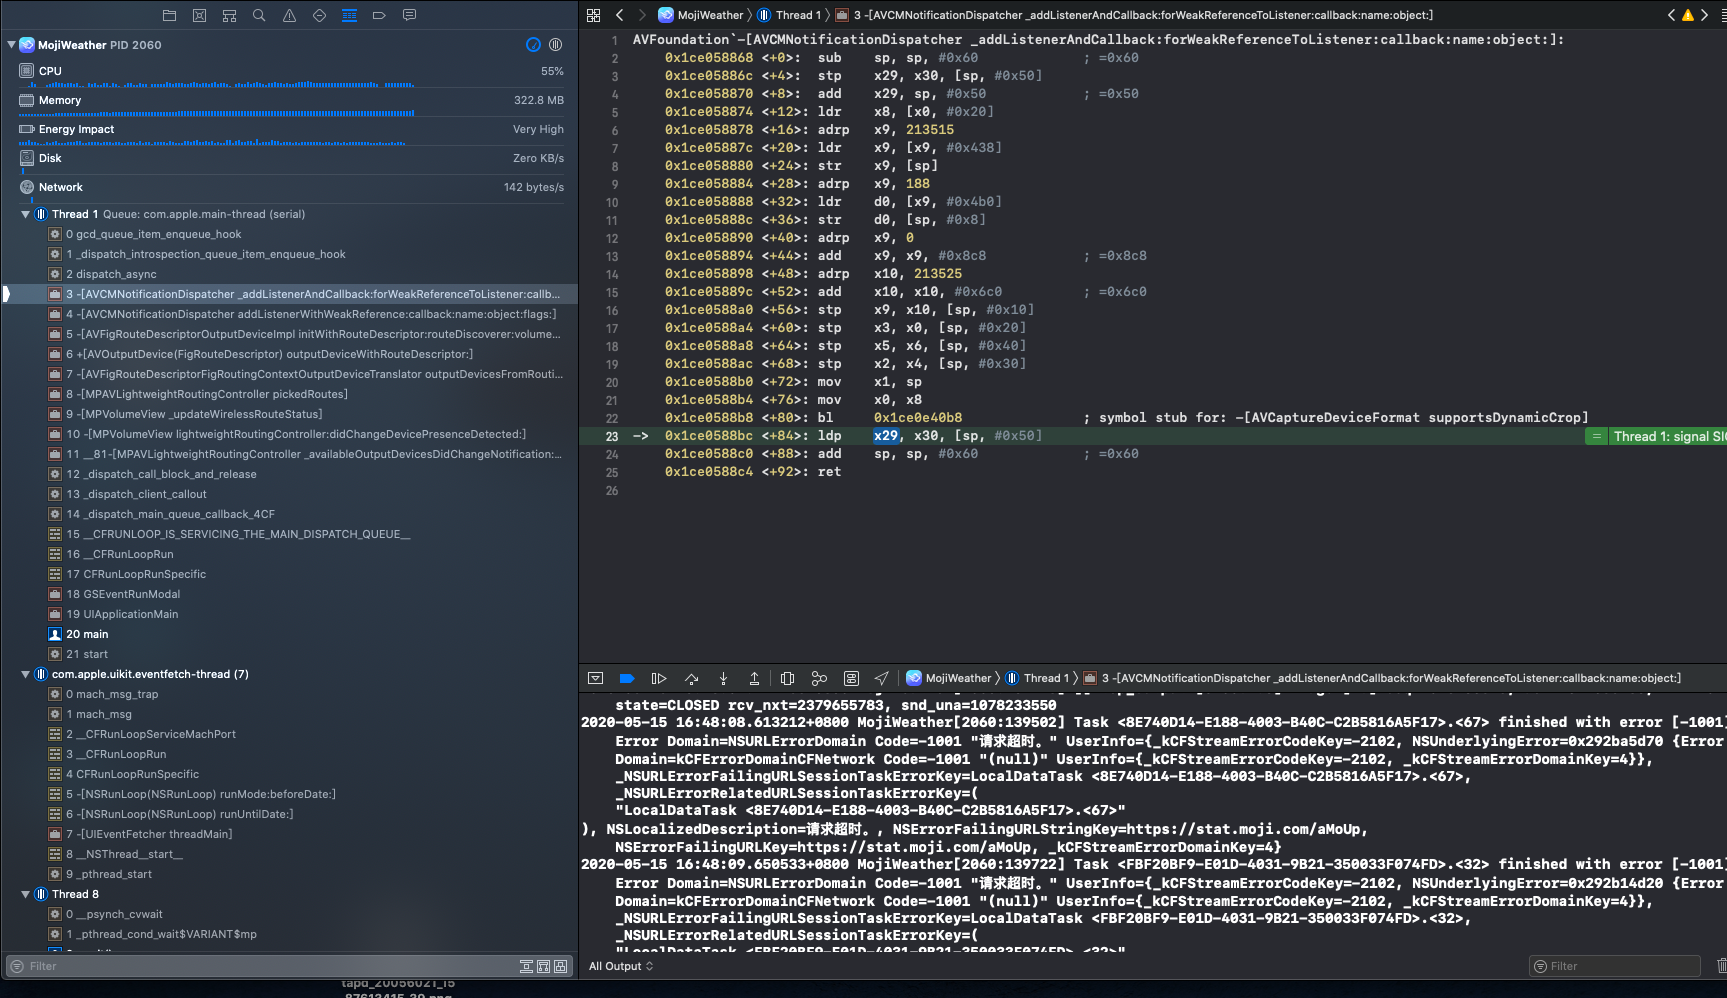 MojiWeather PID 2060
CPU 55%
Memory 322.8 MB
Energy Impact Very High
Disk Zero KB/s
Network 142 bytes/s
Thread 1 Queue: com.apple.main-thread (serial)
0 gcd_queue_item_enqueue_hook
1 _dispatch_introspection_queue_item_enqueue_hook
2 dispatch_async
3 -[AVCMNotificationDispatcher _addListenerAndCallback:forWeakReferenceToListener:callb...
4 -[AVCMNotificationDispatcher addListenerWithWeakReference:callback:name:object:flags:]
5 -[AVFigRouteDescriptorOutputDeviceImpl initWithRouteDescriptor:routeDiscoverer:volume...
6 +[AVOutputDevice(FigRouteDescriptor) outputDeviceWithRouteDescriptor:]
7 -[AVFigRouteDescriptorFigRoutingContextOutputDeviceTranslator outputDevicesFromRouti...
8 -[MPAVLightweightRoutingController pickedRoutes]
9 -[MPVolumeView _updateWirelessRouteStatus]
10 -[MPVolumeView lightweightRoutingController:didChangeDevicePresenceDetected:]
11 __81-[MPAVLightweightRoutingController _availableOutputDevicesDidChangeNotification:...
12 _dispatch_call_block_and_release
13 _dispatch_client_callout
14 _dispatch_main_queue_callback_4CF
15 __CFRUNLOOP_IS_SERVICING_THE_MAIN_DISPATCH_QUEUE__
16 __CFRunLoopRun
17 CFRunLoopRunSpecific
18 GSEventRunModal
19 UIApplicationMain
20 main
21 start
com.apple.uikit.eventfetch-thread (7)
0 mach_msg_trap
1 mach_msg
2 __CFRunLoopServiceMachPort
3 __CFRunLoopRun
4 CFRunLoopRunSpecific
5 -[NSRunLoop(NSRunLoop) runMode:beforeDate:]
6 -[NSRunLoop(NSRunLoop) runUntilDate:]
7 -[UIEventFetcher threadMain]
8 __NSThread__start__
9 _pthread_start
Thread 8
0 __psynch_cvwait
1 _pthread_cond_wait$VARIANT$mp
Filter
tapd_20056021_15
87613415-39.png
MojiWeather Thread 1 3 -[AVCMNotificationDispatcher _addListenerAndCallback:forWeakReferenceToListener:callback:name:object:]
1 AVFoundation`-[AVCMNotificationDispatcher _addListenerAndCallback:forWeakReferenceToListener:callback:name:object:]:
2 0x1ce058868 <+0>: sub sp, sp, #0x60 ; =0x60
3 0x1ce05886c <+4>: stp x29, x30, [sp, #0x50]
4 0x1ce058870 <+8>: add x29, sp, #0x50 ; =0x50
5 0x1ce058874 <+12>: ldr x8, [x0, #0x20]
6 0x1ce058878 <+16>: adrp x9, 213515
7 0x1ce05887c <+20>: ldr x9, [x9, #0x438]
8 0x1ce058880 <+24>: str x9, [sp]
9 0x1ce058884 <+28>: adrp x9, 188
10 0x1ce058888 <+32>: ldr d0, [x9, #0x4b0]
11 0x1ce05888c <+36>: str d0, [sp, #0x8]
12 0x1ce058890 <+40>: adrp x9, 0
13 0x1ce058894 <+44>: add x9, x9, #0x8c8 ; =0x8c8
14 0x1ce058898 <+48>: adrp x10, 213525
15 0x1ce05889c <+52>: add x10, x10, #0x6c0 ; =0x6c0
16 0x1ce0588a0 <+56>: stp x9, x10, [sp, #0x10]
17 0x1ce0588a4 <+60>: stp x3, x0, [sp, #0x20]
18 0x1ce0588a8 <+64>: stp x5, x6, [sp, #0x40]
19 0x1ce0588ac <+68>: stp x2, x4, [sp, #0x30]
20 0x1ce0588b0 <+72>: mov x1, sp
21 0x1ce0588b4 <+76>: mov x0, x8
22 0x1ce0588b8 <+80>: bl 0x1ce0e40b8 ; symbol stub for: -[AVCaptureDeviceFormat supportsDynamicCrop]
23 -> 0x1ce0588bc <+84>: ldp x29, x30, [sp, #0x50] = Thread 1: signal SIG
24 0x1ce0588c0 <+88>: add sp, sp, #0x60 ; =0x60
25 0x1ce0588c4 <+92>: ret
26
MojiWeather Thread 1 3 -[AVCMNotificationDispatcher _addListenerAndCallback:forWeakReferenceToListener:callback:name:object:]
state=CLOSED rcv_nxt=2379655783, snd_una=1078233550
2020-05-15 16:48:08.613212+0800 MojiWeather[2060:139502] Task <8E740D14-E188-4003-B40C-C2B5816A5F17>.<67> finished with error [-1001]
Error Domain=NSURLErrorDomain Code=-1001 "请求超时。" UserInfo={_kCFStreamErrorCodeKey=-2102, NSUnderlyingError=0x292ba5d70 {Error
Domain=kCFErrorDomainCFNetwork Code=-1001 "(null)" UserInfo={_kCFStreamErrorCodeKey=-2102, _kCFStreamErrorDomainKey=4}},
_NSURLErrorFailingURLSessionTaskErrorKey=LocalDataTask <8E740D14-E188-4003-B40C-C2B5816A5F17>.<67>,
_NSURLErrorRelatedURLSessionTaskErrorKey=(
"LocalDataTask <8E740D14-E188-4003-B40C-C2B5816A5F17>.<67>"
), NSLocalizedDescription=请求超时。, NSErrorFailingURLStringKey=https://stat.moji.com/aMoUp,
NSErrorFailingURLKey=https://stat.moji.com/aMoUp, _kCFStreamErrorDomainKey=4}
2020-05-15 16:48:09.650533+0800 MojiWeather[2060:139722] Task <FBF20BF9-E01D-4031-9B21-350033F074FD>.<32> finished with error [-1001]
Error Domain=NSURLErrorDomain Code=-1001 "请求超时。" UserInfo={_kCFStreamErrorCodeKey=-2102, NSUnderlyingError=0x292b14d20 {Error
Domain=kCFErrorDomainCFNetwork Code=-1001 "(null)" UserInfo={_kCFStreamErrorCodeKey=-2102, _kCFStreamErrorDomainKey=4}},
_NSURLErrorFailingURLSessionTaskErrorKey=LocalDataTask <FBF20BF9-E01D-4031-9B21-350033F074FD>.<32>,
_NSURLErrorRelatedURLSessionTaskErrorKey=(
"LocalDataTask <FBF20BF9-E01D-4031-9B21-350033F074FD>.<32>"
All Output
Filter